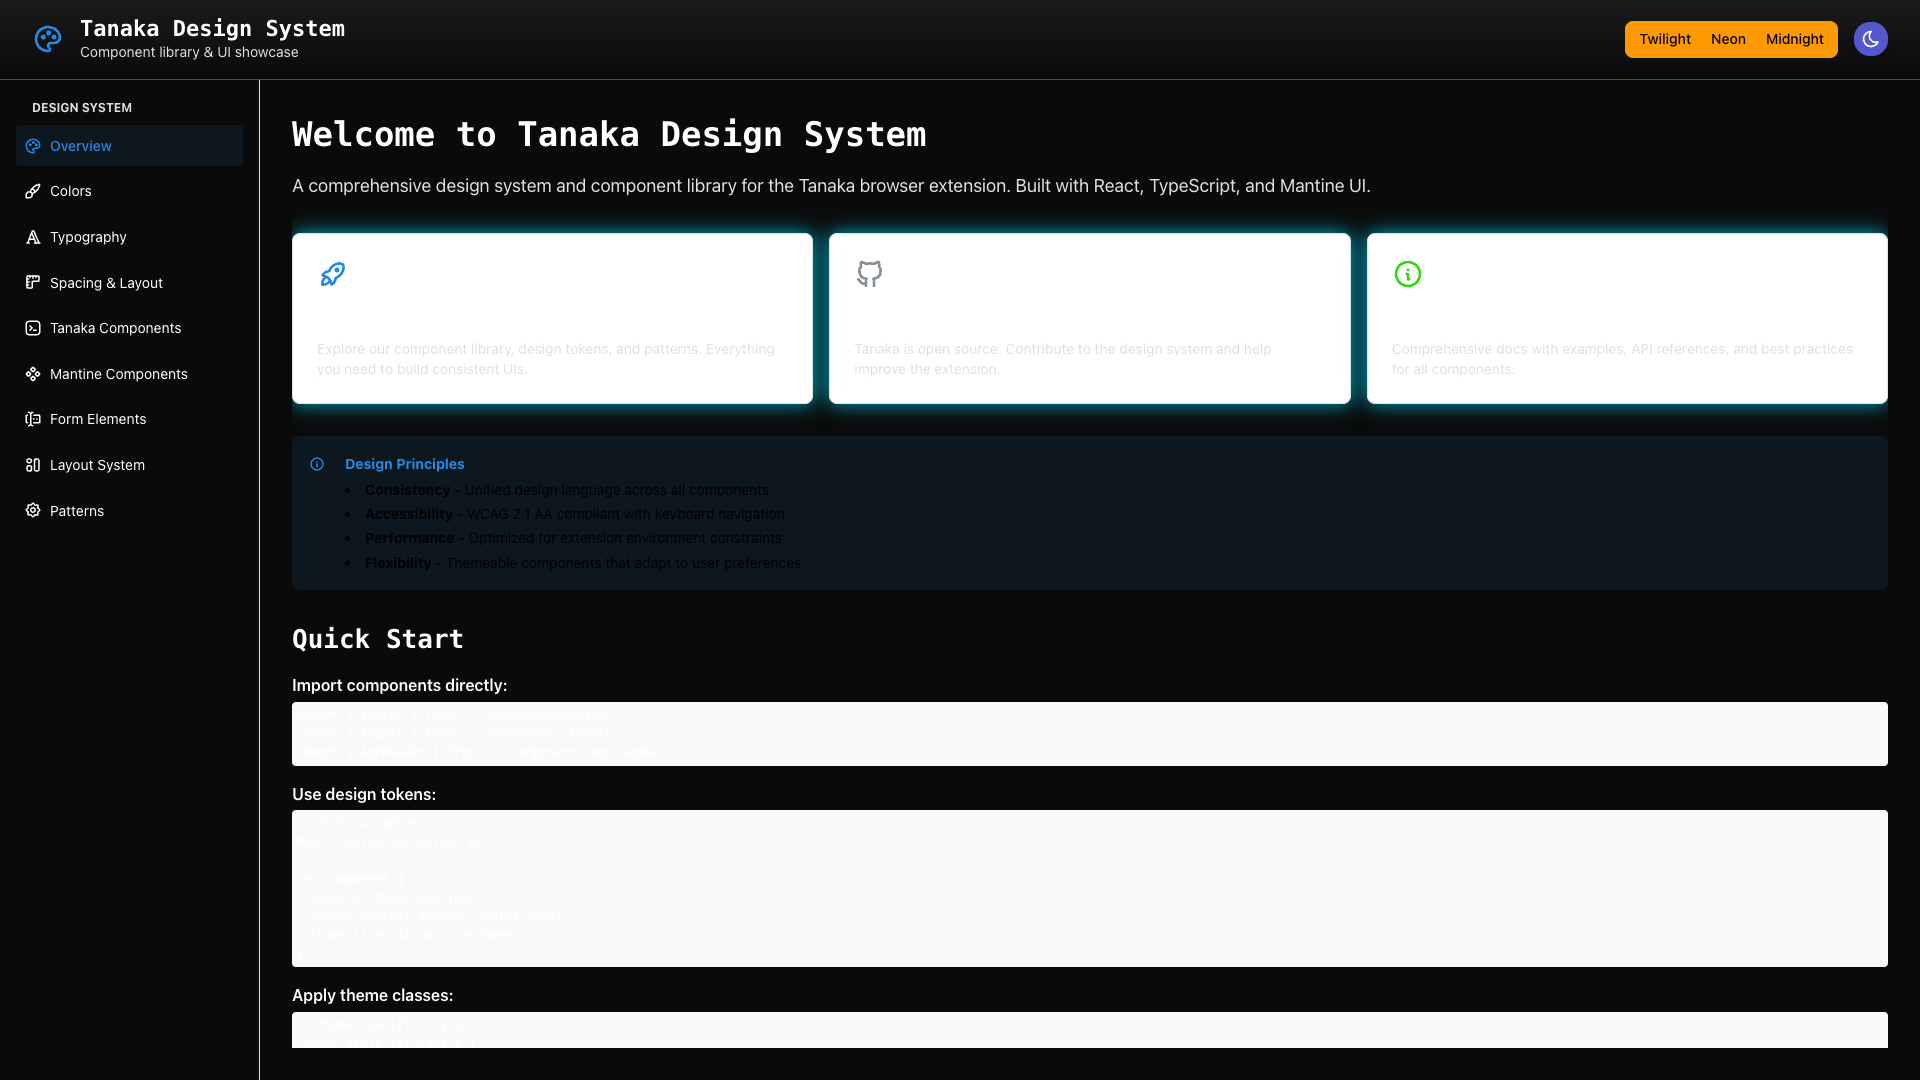 Tanaka Design System
Component library & UI showcase
Twilight Neon Midnight
DESIGN SYSTEM
Overview
Colors
Typography
Spacing & Layout
Tanaka Components
Mantine Components
Form Elements
Layout System
Patterns
Welcome to Tanaka Design System
A comprehensive design system and component library for the Tanaka browser extension. Built with React, TypeScript, and Mantine UI.
Explore our component library, design tokens, and patterns. Everything
you need to build consistent UIs.
Tanaka is open source. Contribute to the design system and help
improve the extension.
Comprehensive docs with examples, API references, and best practices
for all components.
Design Principles
Consistency - Unified design language across all components
Accessibility - WCAG 2.1 AA compliant with keyboard navigation
Performance - Optimized for extension environment constraints
Flexibility - Themeable components that adapt to user preferences
Quick Start
Import components directly:
Use design tokens:
Apply theme classes: